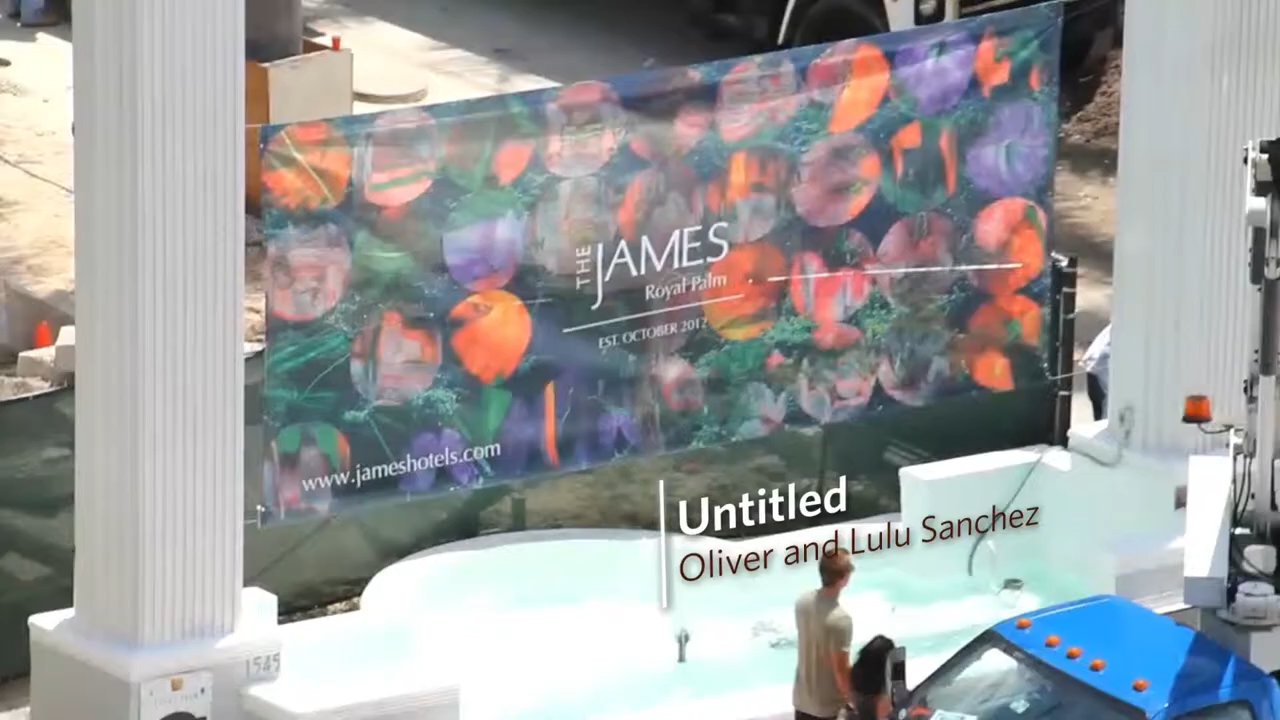 THE JAMES
Royal Palm
EST. OCTOBER 2012
www.jameshotels.com
Untitled
Oliver and Lulu Sanchez
1545